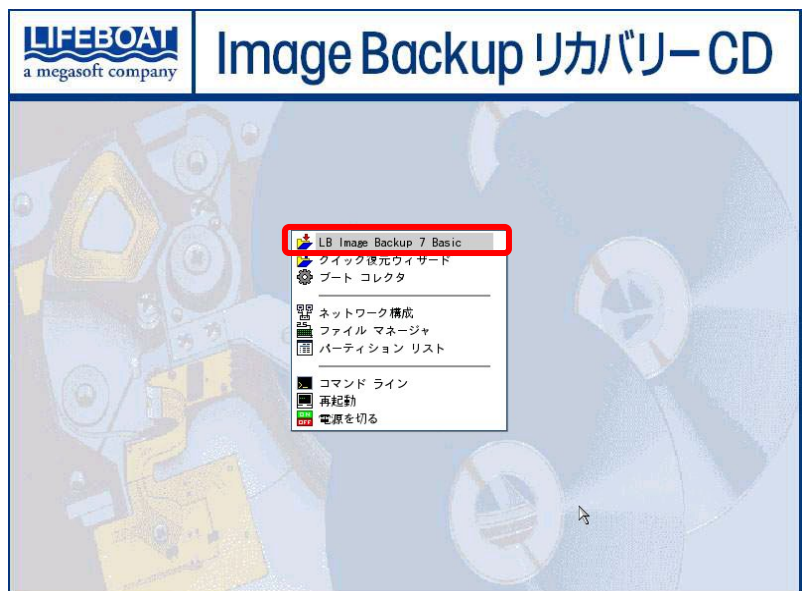 LIFEBOAT
a megasoft company
Image Backup リカバリーCD
LB Image Backup 7 Basic
クイック復元ウィザード
ブート コレクタ
ネットワーク構成
ファイル マネージャ
パーティション リスト
コマンド ライン
再起動
ON
OFF
電源を切る